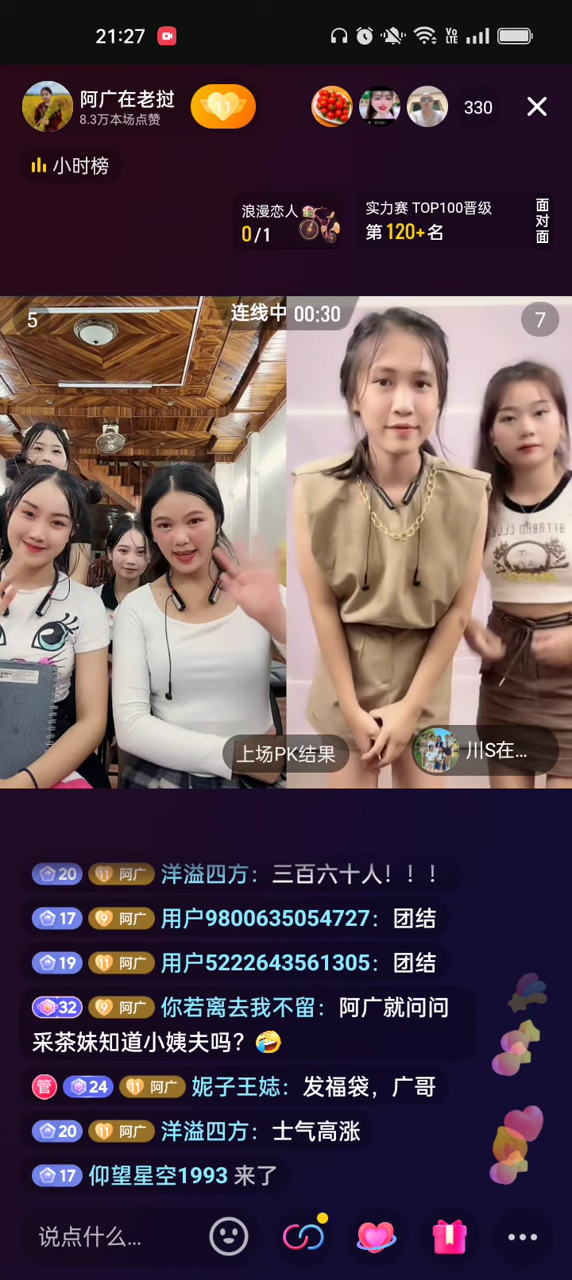 21:27
Vo
LTE
阿广在老挝
8.3万本场点赞
11
330
小时榜
浪漫恋人
0/1
实力赛 TOP100晋级
第120+名
面对面
5
连线中 00:30
7
上场PK结果
川S在...
20 11 阿广 洋溢四方：三百六十人！！！
17 9 阿广 用户9800635054727：团结
19 11 阿广 用户5222643561305：团结
32 9 阿广 你若离去我不留：阿广就问问
采茶妹知道小姨夫吗？🤣
管 24 11 阿广 妮子王娡：发福袋，广哥
20 11 阿广 洋溢四方：士气高涨
17 仰望星空1993 来了
说点什么...